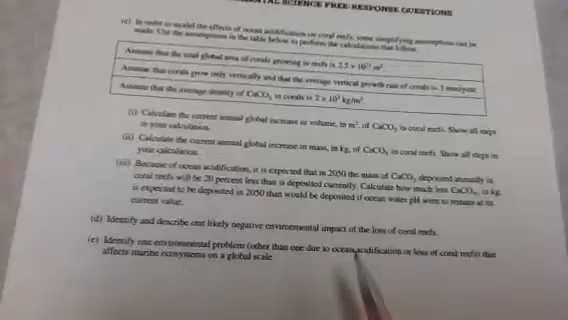 ENTAL SCIENCE FREE-RESPONSE QUESTIONS
(c) In order to model the effects of ocean acidification on coral reefs, some simplifying assumptions can be
made. Use the assumptions in the table below to perform the calculations that follow.
Assume that the total global area of corals growing in reefs is 2.5 × 10¹¹ m².
Assume that corals grow only vertically and that the average vertical growth rate of corals is 3 mm/year.
Assume that the average density of CaCO₃ in corals is 2 × 10³ kg/m³.
(i) Calculate the current annual global increase in volume, in m³, of CaCO₃ in coral reefs. Show all steps
in your calculation.
(ii) Calculate the current annual global increase in mass, in kg, of CaCO₃ in coral reefs. Show all steps in
your calculation.
(iii) Because of ocean acidification, it is expected that in 2050 the mass of CaCO₃ deposited annually in
coral reefs will be 20 percent less than is deposited currently. Calculate how much less CaCO₃, in kg,
is expected to be deposited in 2050 than would be deposited if ocean water pH were to remain at its
current value.
(d) Identify and describe one likely negative environmental impact of the loss of coral reefs.
(e) Identify one environmental problem (other than one due to ocean acidification or loss of coral reefs) that
affects marine ecosystems on a global scale